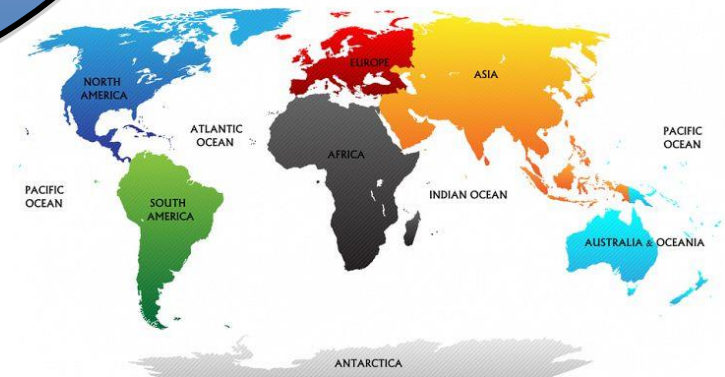 NORTH
AMERICA
EUROPE
ASIA
ATLANTIC
OCEAN
PACIFIC
OCEAN
AFRICA
PACIFIC
OCEAN
INDIAN OCEAN
SOUTH
AMERICA
AUSTRALIA & OCEANIA
ANTARCTICA